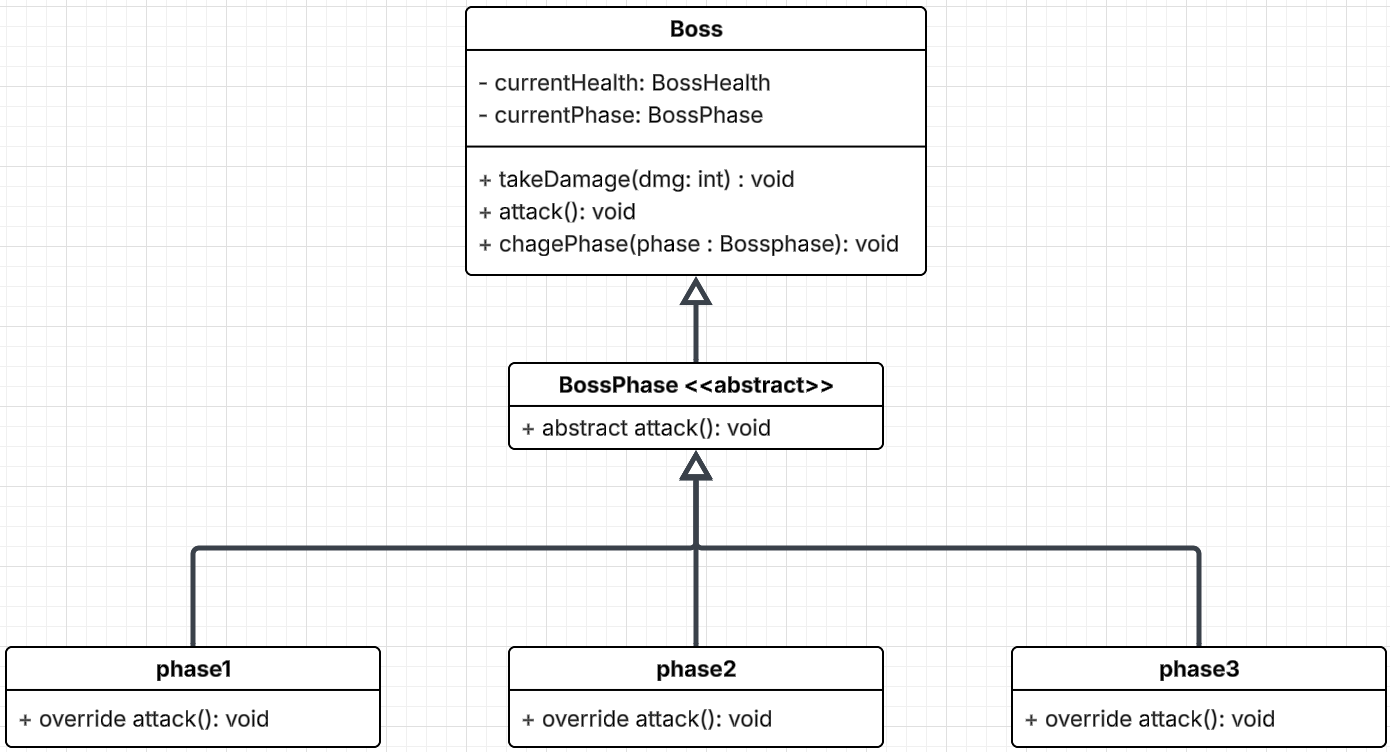 Boss
- currentHealth: BossHealth
- currentPhase: BossPhase
+ takeDamage(dmg: int) : void
+ attack(): void
+ chagePhase(phase : Bossphase): void
BossPhase <<abstract>>
+ abstract attack(): void
phase1
+ override attack(): void
phase2
+ override attack(): void
phase3
+ override attack(): void